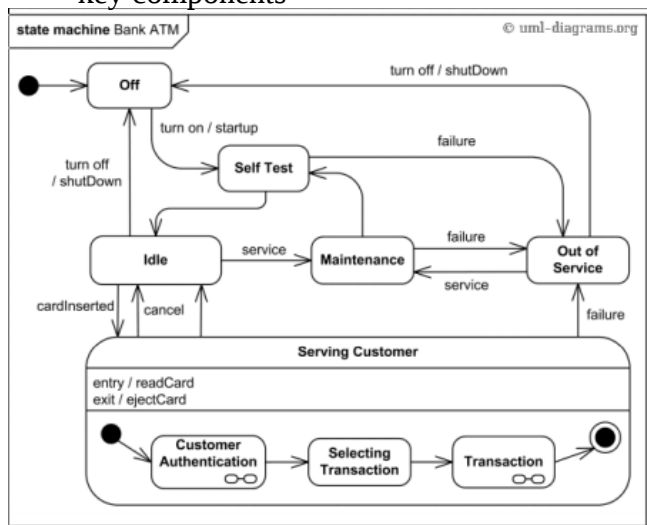 key components
state machine Bank ATM
© uml-diagrams.org
turn off / shutDown
Off
turn on / startup
failure
turn off
/ shutDown
Self Test
Idle
service
Maintenance
failure
service
Out of
Service
cardInserted
cancel
failure
Serving Customer
entry / readCard
exit / ejectCard
Customer
Authentication
Selecting
Transaction
Transaction